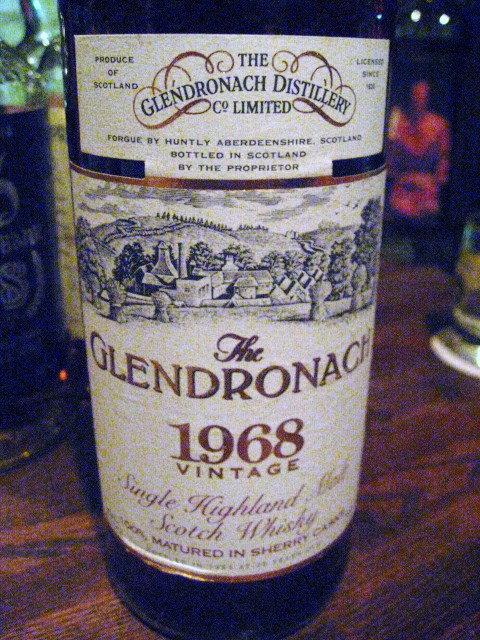 PRODUCE
OF
SCOTLAND
THE
GLENDRONACH DISTILLERY
Co LIMITED
LICENSED
SINCE
FORGUE BY HUNTLY ABERDEENSHIRE, SCOTLAND
BOTTLED IN SCOTLAND
BY THE PROPRIETOR
The
GLENDRONACH
1968
VINTAGE
Single Highland Malt
Scotch Whisky
100% MATURED IN SHERRY CASKS